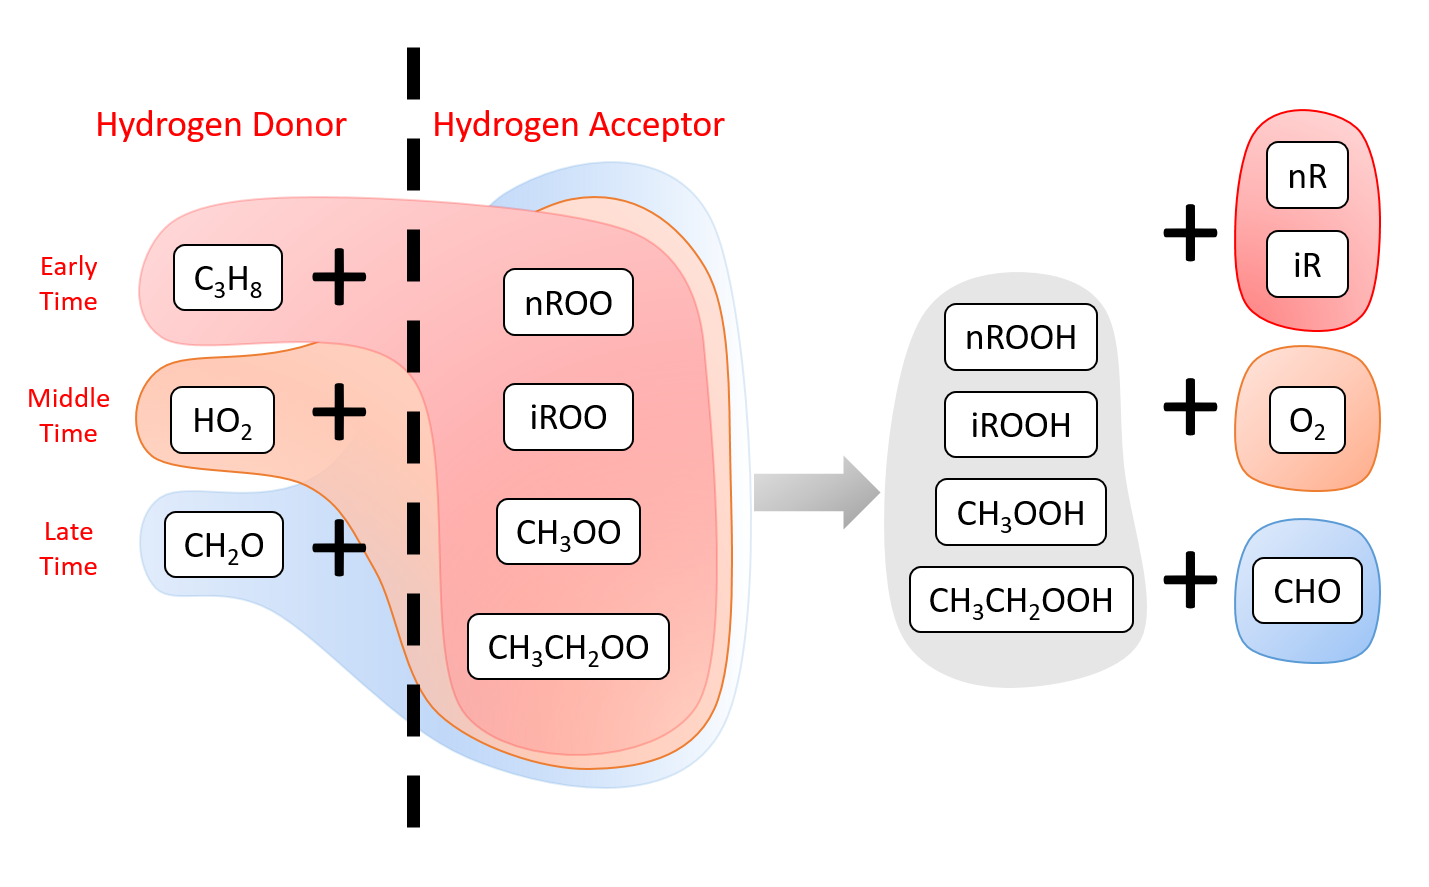 Hydrogen Donor
Hydrogen Acceptor
Early
Time
C₃H₈
+
Middle
Time
HO₂
+
Late
Time
CH₂O
+
nROO
iROO
CH₃OO
CH₃CH₂OO
nROOH
iROOH
CH₃OOH
CH₃CH₂OOH
+
nR
iR
+
O₂
+
CHO